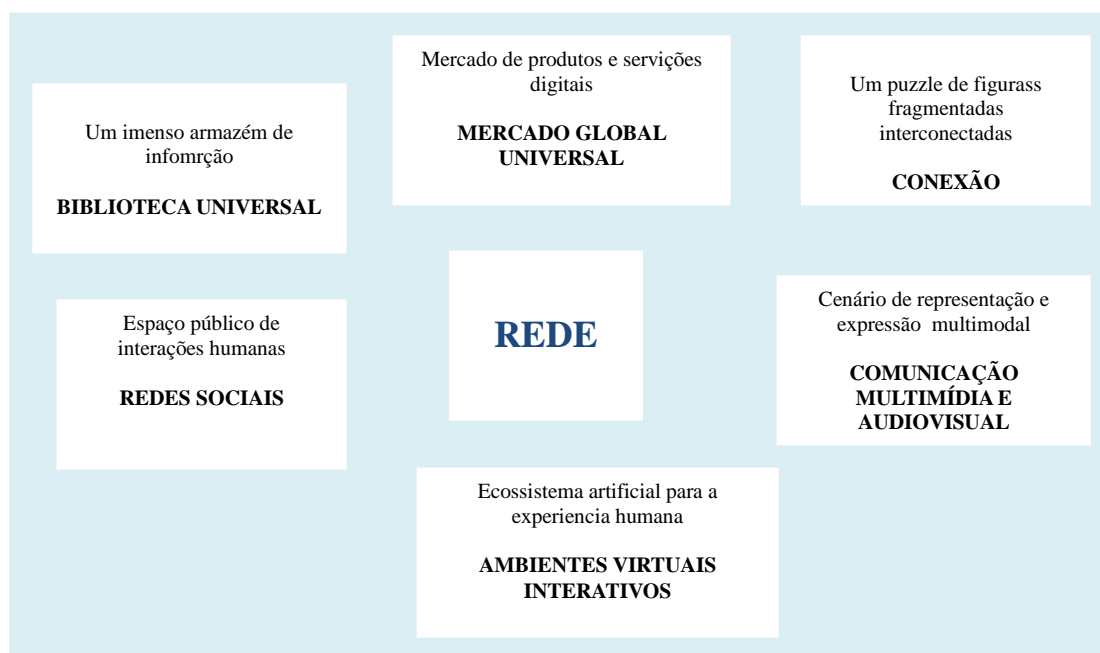 Um imenso armazém de
infomrção
BIBLIOTECA UNIVERSAL
Mercado de produtos e servições
digitais
MERCADO GLOBAL
UNIVERSAL
Um puzzle de figurass
fragmentadas
interconectadas
CONEXÃO
Espaço público de
interações humanas
REDES SOCIAIS
REDE
Cenário de representação e
expressão multimodal
COMUNICAÇÃO
MULTIMÍDIA E
AUDIOVISUAL
Ecossistema artificial para a
experiencia humana
AMBIENTES VIRTUAIS
INTERATIVOS